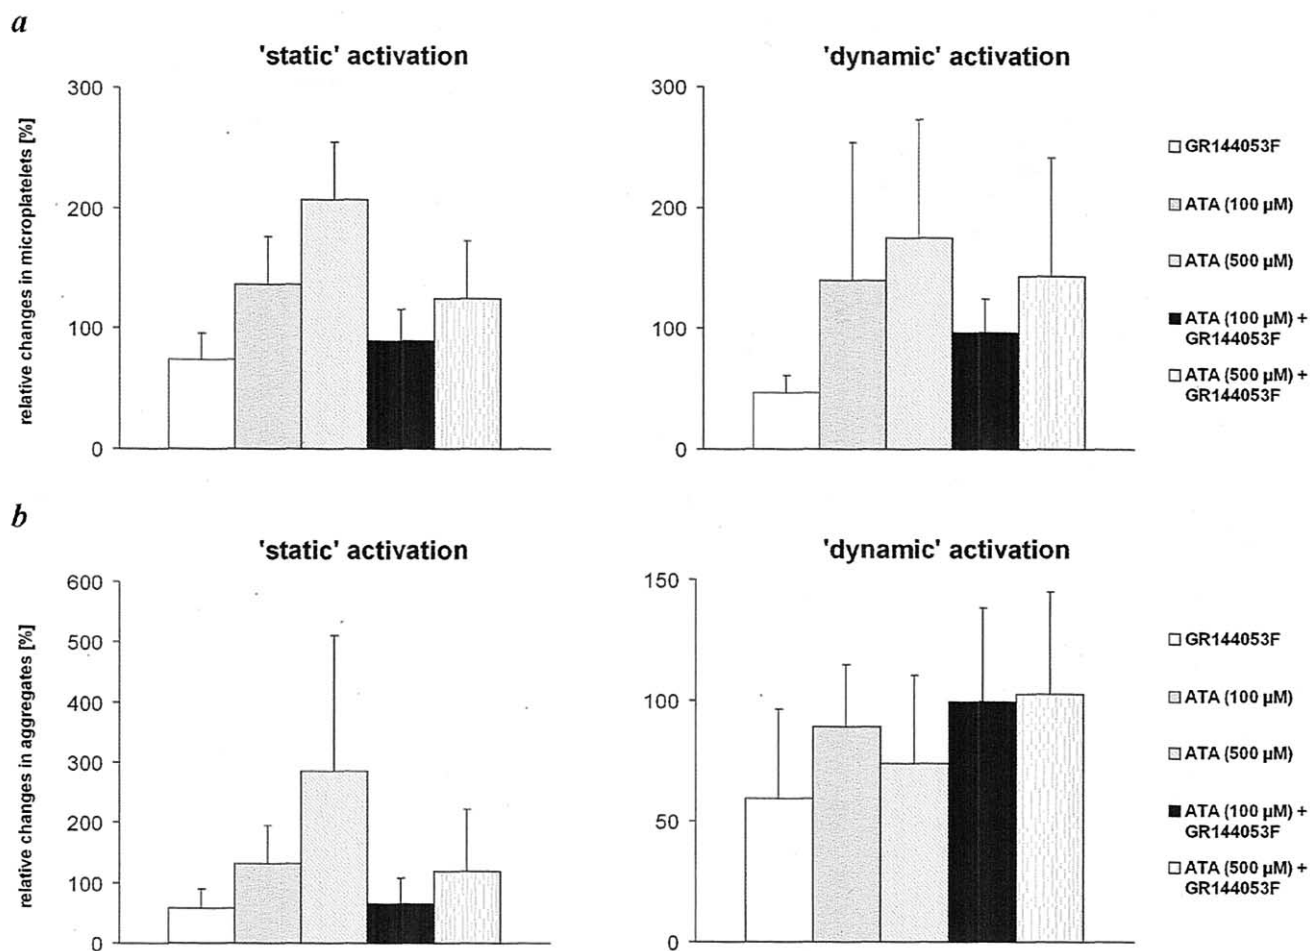 a
'static' activation
relative changes in microplatelets [%]
300
200
100
0
'dynamic' activation
300
200
100
0
GR144053F
ATA (100 µM)
ATA (500 µM)
ATA (100 µM) +
GR144053F
ATA (500 µM) +
GR144053F
b
'static' activation
relative changes in aggregates [%]
600
500
400
300
200
100
0
'dynamic' activation
150
100
50
0
GR144053F
ATA (100 µM)
ATA (500 µM)
ATA (100 µM) +
GR144053F
ATA (500 µM) +
GR144053F